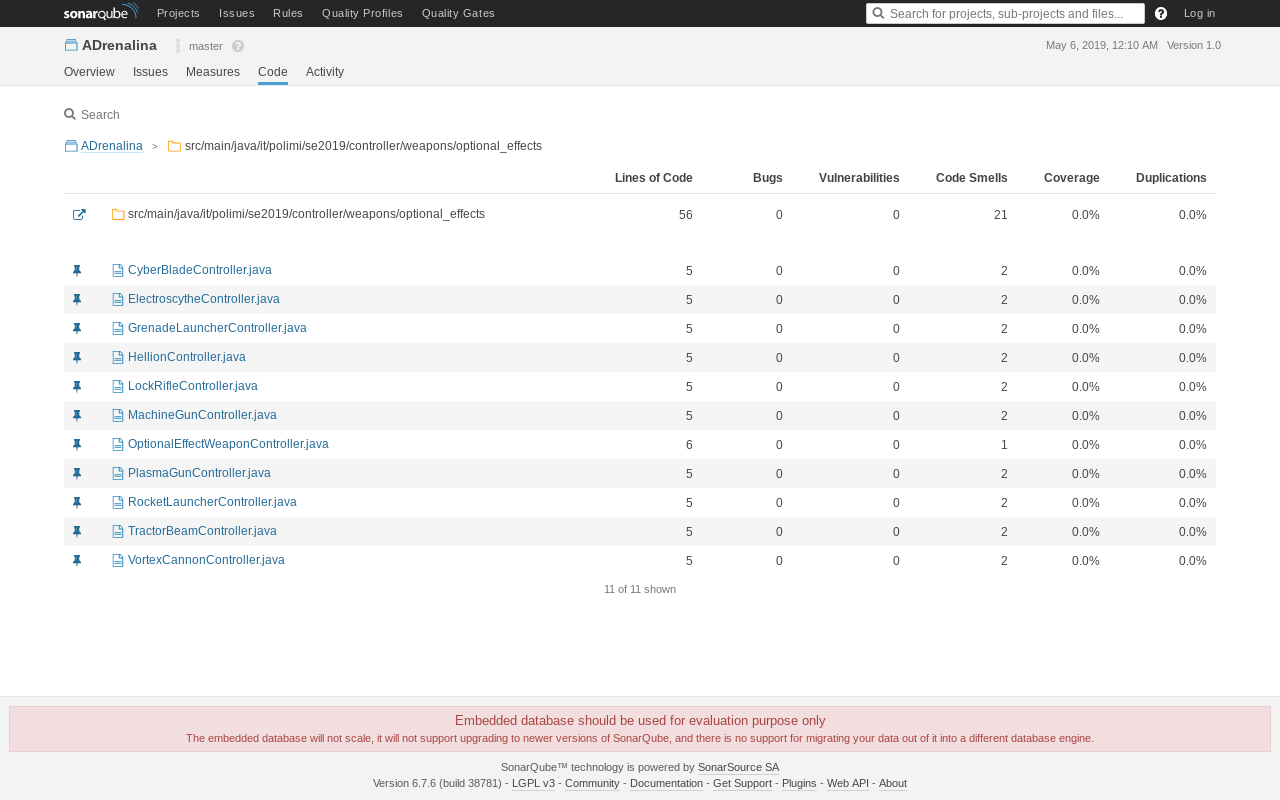 sonarqube Projects Issues Rules Quality Profiles Quality Gates Search for projects, sub-projects and files... Log in
ADrenalina master May 6, 2019, 12:10 AM Version 1.0
Overview Issues Measures Code Activity
Search
ADrenalina > src/main/java/it/polimi/se2019/controller/weapons/optional_effects
Lines of Code Bugs Vulnerabilities Code Smells Coverage Duplications
src/main/java/it/polimi/se2019/controller/weapons/optional_effects 56 0 0 21 0.0% 0.0%
CyberBladeController.java 5 0 0 2 0.0% 0.0%
ElectroscytheController.java 5 0 0 2 0.0% 0.0%
GrenadeLauncherController.java 5 0 0 2 0.0% 0.0%
HellionController.java 5 0 0 2 0.0% 0.0%
LockRifleController.java 5 0 0 2 0.0% 0.0%
MachineGunController.java 5 0 0 2 0.0% 0.0%
OptionalEffectWeaponController.java 6 0 0 1 0.0% 0.0%
PlasmaGunController.java 5 0 0 2 0.0% 0.0%
RocketLauncherController.java 5 0 0 2 0.0% 0.0%
TractorBeamController.java 5 0 0 2 0.0% 0.0%
VortexCannonController.java 5 0 0 2 0.0% 0.0%
11 of 11 shown
Embedded database should be used for evaluation purpose only
The embedded database will not scale, it will not support upgrading to newer versions of SonarQube, and there is no support for migrating your data out of it into a different database engine.
SonarQube™ technology is powered by SonarSource SA
Version 6.7.6 (build 38781) - LGPL v3 - Community - Documentation - Get Support - Plugins - Web API - About